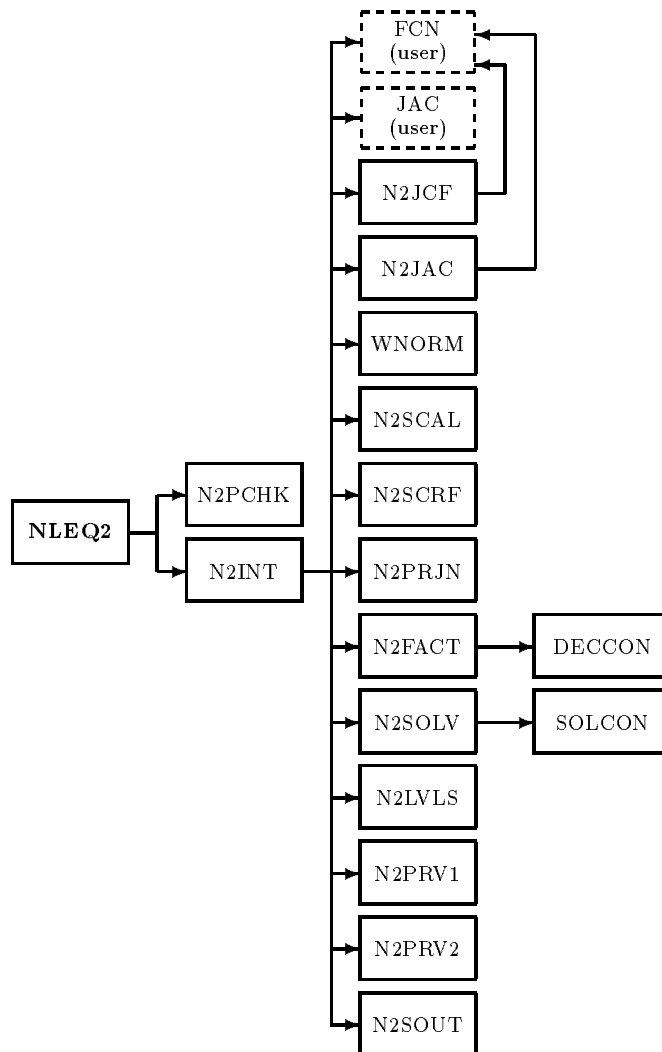 FCN
(user)
JAC
(user)
N2JCF
N2JAC
WNORM
N2SCAL
N2PCHK
N2SCRF
NLEQ2
N2INT
N2PRJN
N2FACT
DECCON
N2SOLV
SOLCON
N2LVLS
N2PRV1
N2PRV2
N2SOUT